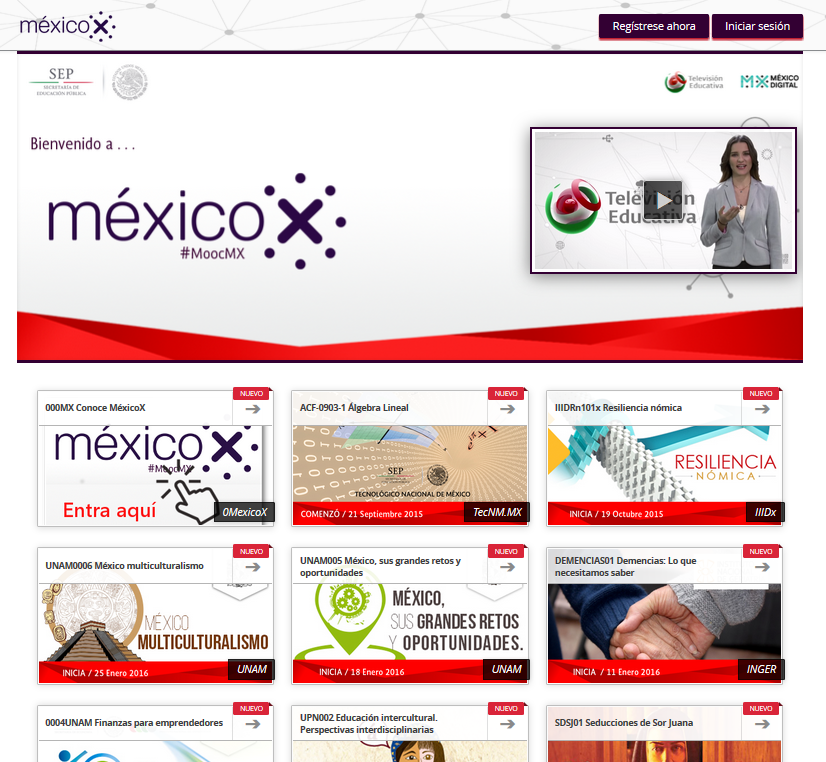 méxicoX
Regístrese ahora
Iniciar sesión
SEP
SECRETARÍA DE
EDUCACIÓN PÚBLICA
Televisión
Educativa
MX MÉXICO
DIGITAL
Bienvenido a . . .
méxicoX
#MoocMX
Televisión
Educativa
NUEVO
000MX Conoce MéxicoX
méxicoX
#MoocMX
Entra aquí
0MexicoX
NUEVO
ACF-0903-1 Álgebra Lineal
SEP
TECNOLÓGICO NACIONAL DE MÉXICO
COMENZÓ / 21 Septiembre 2015
TecNM.MX
NUEVO
IIIDRn101x Resiliencia nómica
RESILIENCIA
NÓMICA
INICIA / 19 Octubre 2015
IIIDx
NUEVO
UNAM0006 México multiculturalismo
MÉXICO
MULTICULTURALISMO
INICIA / 25 Enero 2016
UNAM
NUEVO
UNAM005 México, sus grandes retos y
oportunidades
MÉXICO,
SUS GRANDES RETOS
Y OPORTUNIDADES.
INICIA / 18 Enero 2016
UNAM
NUEVO
DEMENCIAS01 Demencias: Lo que
necesitamos saber
INICIA / 11 Enero 2016
INGER
NUEVO
0004UNAM Finanzas para emprendedores
NUEVO
UPN002 Educación intercultural.
Perspectivas interdisciplinarias
NUEVO
SDSJ01 Seducciones de Sor Juana